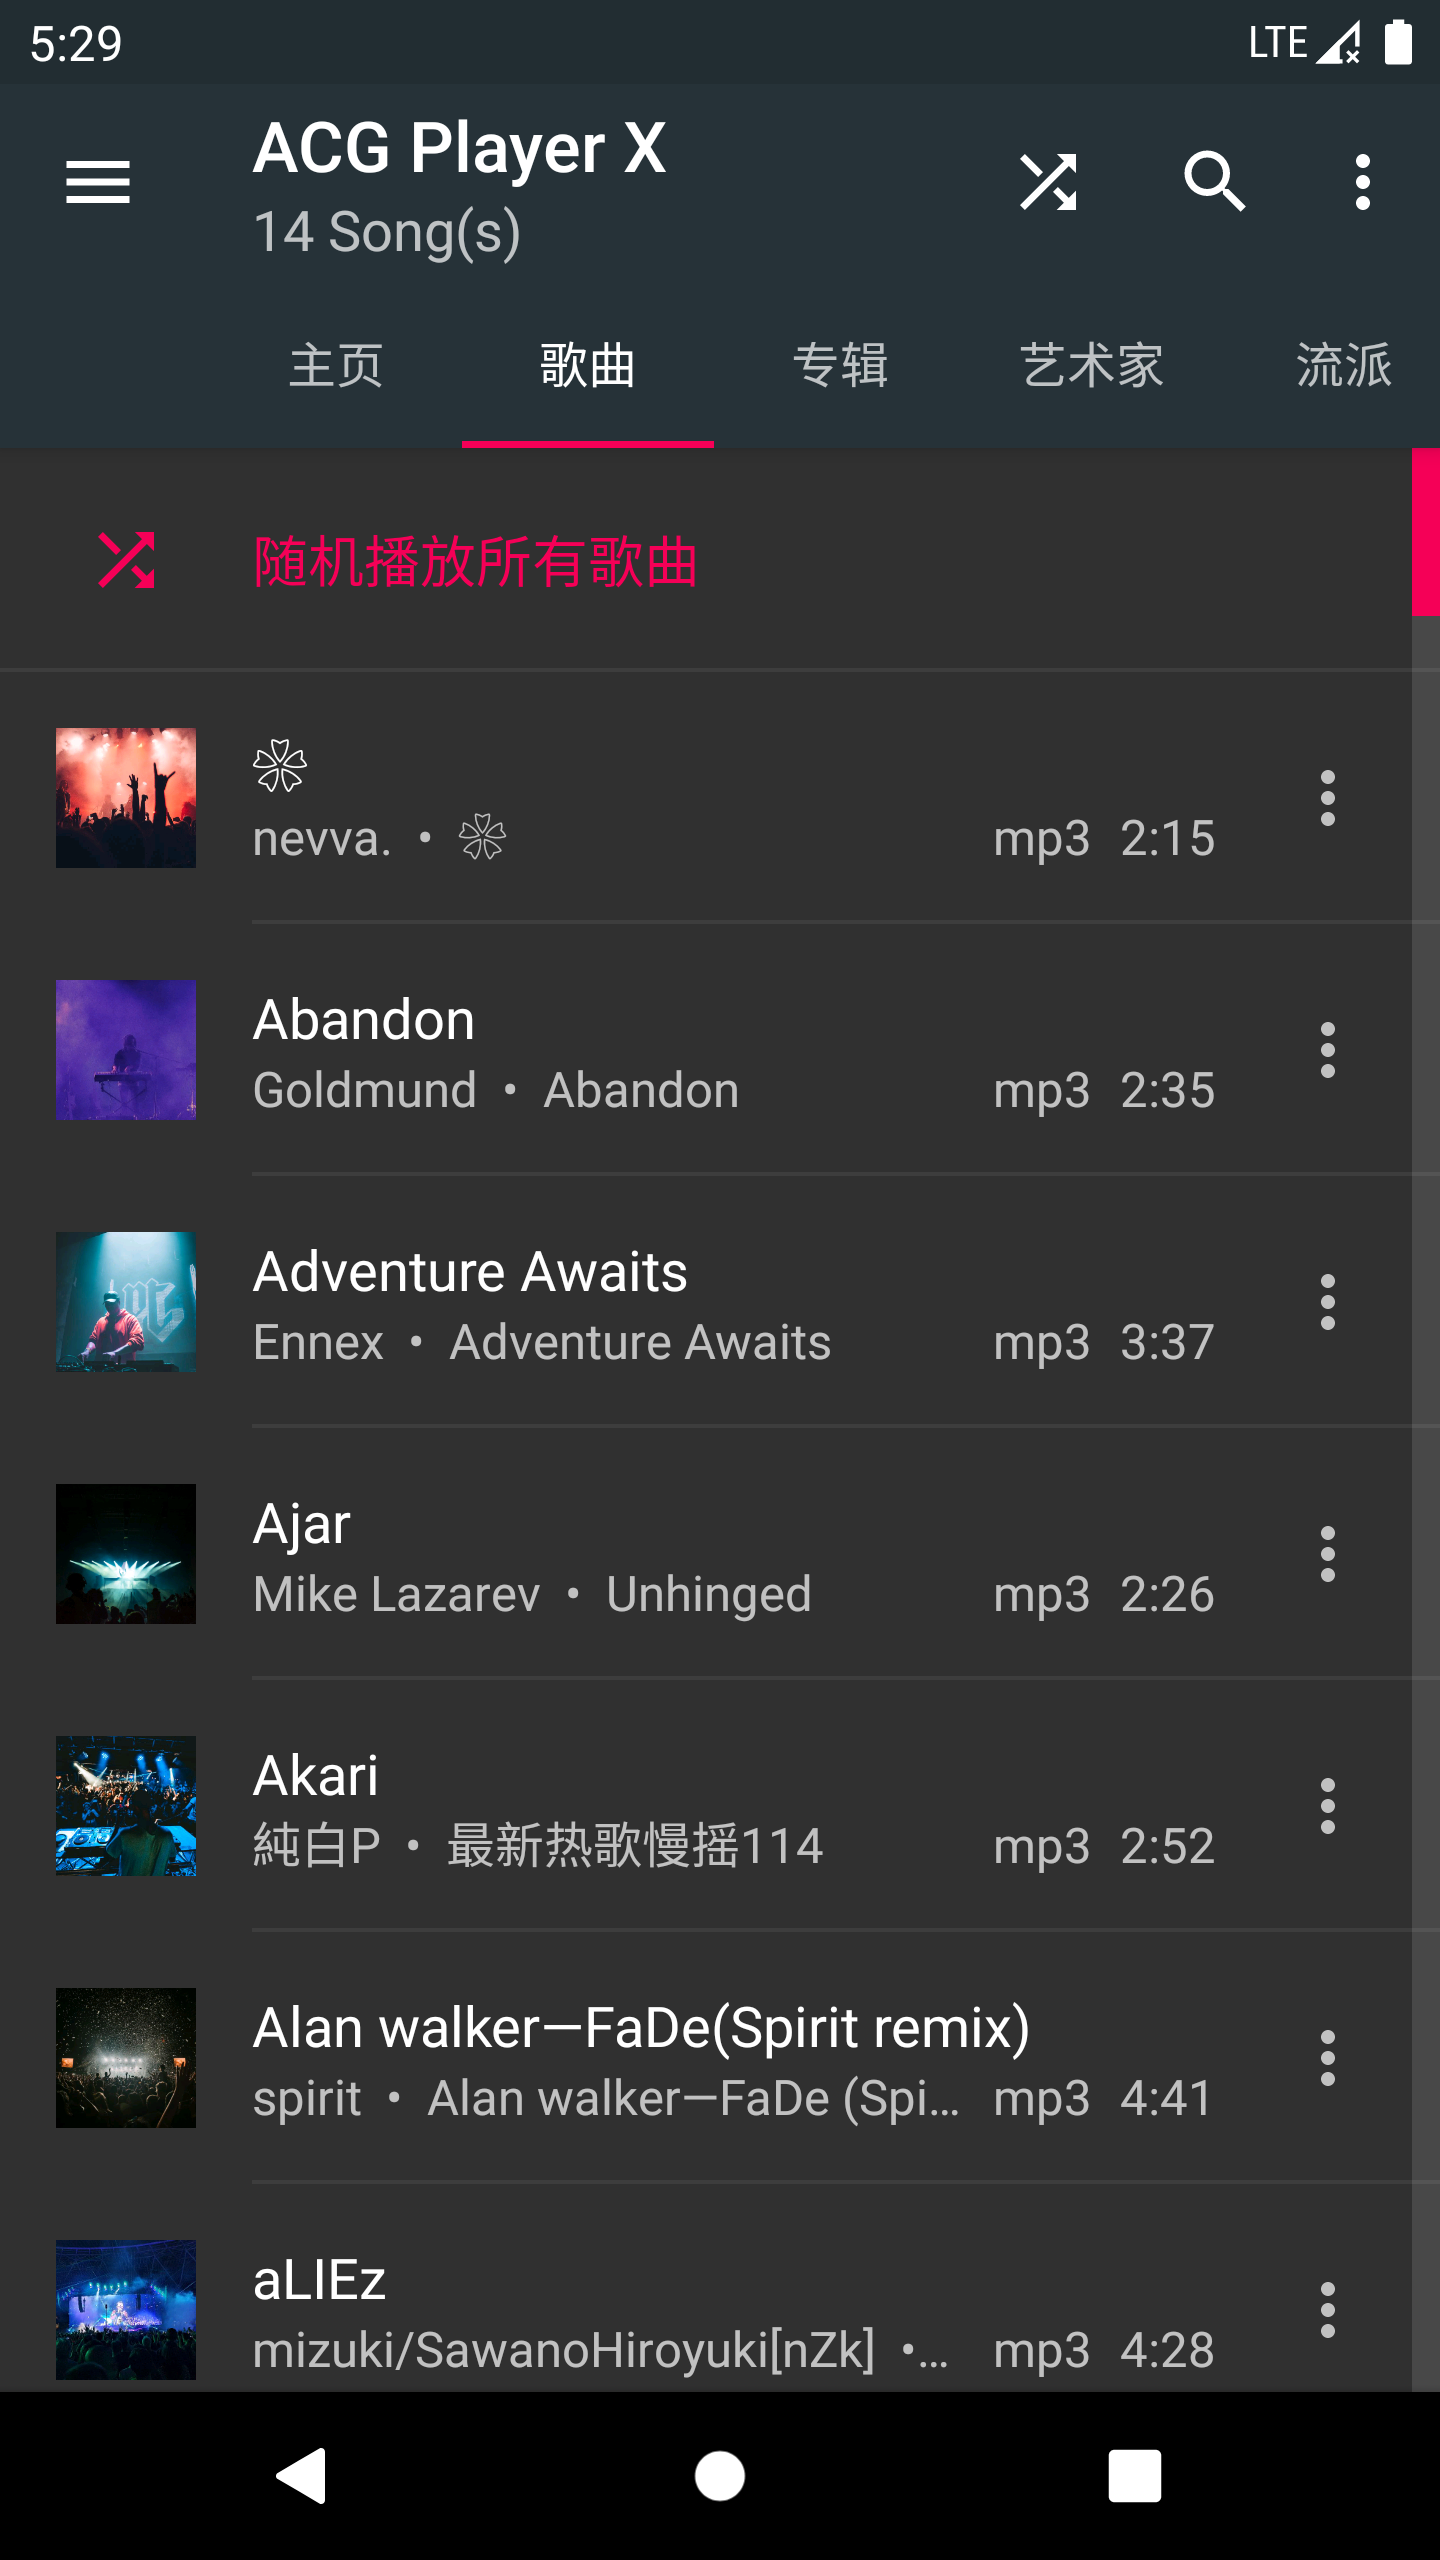 5:29
LTE
ACG Player X
14 Song(s)
主页
歌曲
专辑
艺术家
流派
随机播放所有歌曲
nevva. •
mp3 2:15
Abandon
Goldmund • Abandon
mp3 2:35
Adventure Awaits
Ennex • Adventure Awaits
mp3 3:37
Ajar
Mike Lazarev • Unhinged
mp3 2:26
Akari
純白P • 最新热歌慢摇114
mp3 2:52
Alan walker—FaDe(Spirit remix)
spirit • Alan walker—FaDe (Spi…
mp3 4:41
aLIEz
mizuki/SawanoHiroyuki[nZk] •…
mp3 4:28